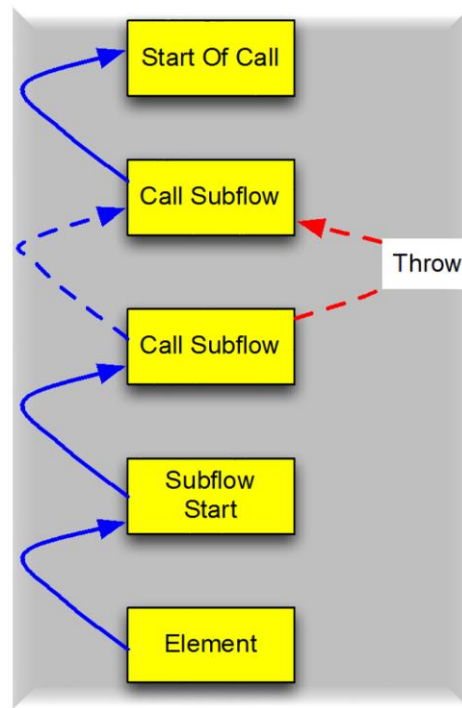 Start Of Call
Call Subflow
Throw
Call Subflow
Subflow
Start
Element